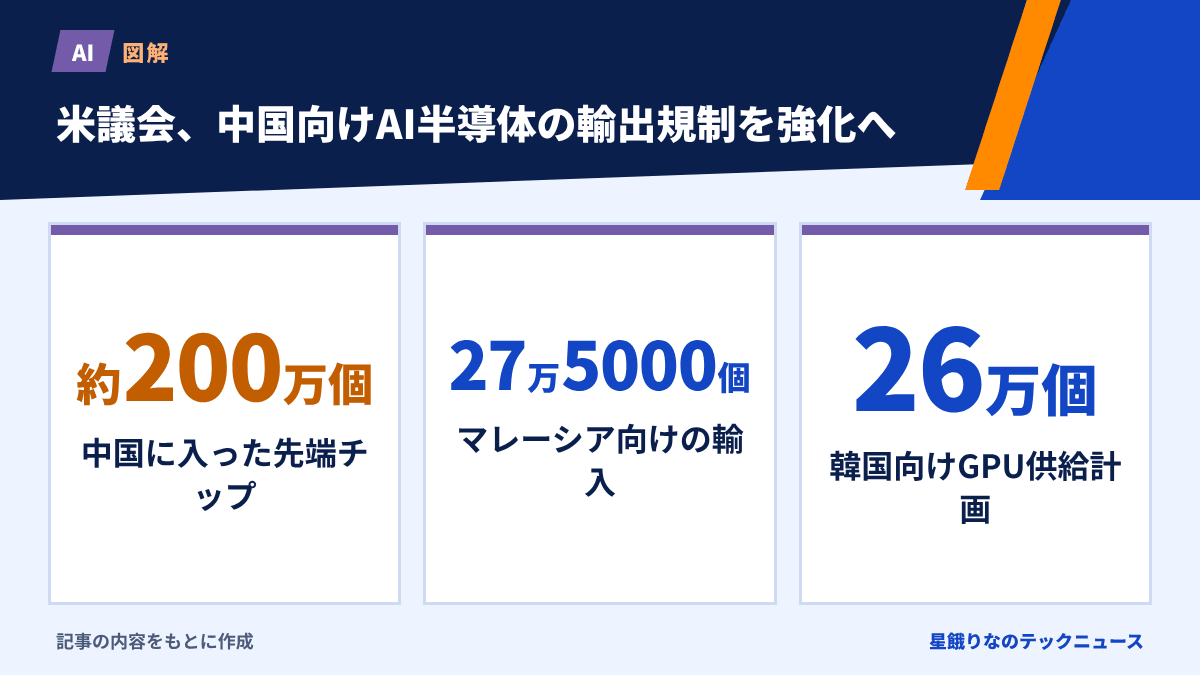 AI 図解
米議会、中国向けAI半導体の輸出規制を強化へ
約200万個
中国に入った先端チ
ップ
27万5000個
マレーシア向けの輸
入
26万個
韓国向けGPU供給計
画
記事の内容をもとに作成
星餓りなのテックニュース